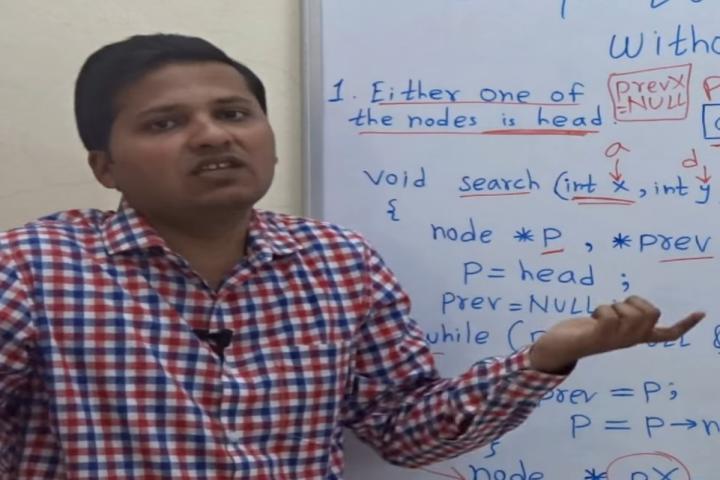 Witho
1. Either one of
the nodes is head
prevX
=NULL
a
d
void search (int x, int y
{
node *P, *prev
P= head ;
prev=NULL
while (
prev = P;
P = P→n
}
node * PX